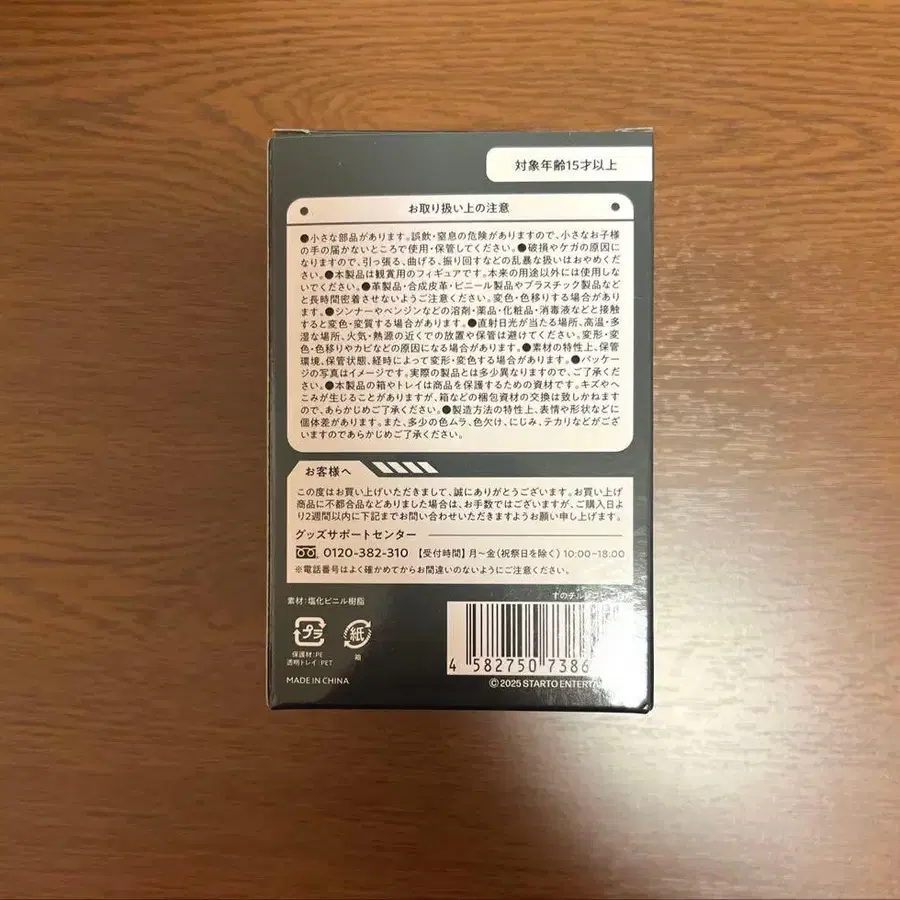 対象年齢15才以上
お取り扱い上の注意
●小さな部品があります。誤飲・窒息の危険がありますので、小さなお子様
の手の届かないところで使用・保管してください。●破損やケガの原因に
なりますので、引っ張る、曲げる、振り回すなどの乱暴な扱いはおやめくだ
さい。●本製品は観賞用のフィギュアです。本来の用途以外には使用し
ないでください。●革製品・合成皮革・ビニール製品やプラスチック製品など
と長時間密着させないようご注意ください。変色・色移りする場合があり
ます。●シンナーやベンジンなどの溶剤・薬品・化粧品・消毒液などと接触
すると変色・変質する場合があります。●直射日光が当たる場所、高温・多
湿な場所、火気・熱源の近くでの放置や保管は避けてください。変形・変
色・色移りやカビなどの原因になる場合があります。●素材の特性上、保管
環境、保管状態、経時によって変形・変色する場合があります。●パッケー
ジの写真はイメージです。実際の製品とは多少異なりますので、ご了承くだ
さい。●本製品の箱やトレイは商品を保護するための資材です。キズやへ
こみが生じることがありますが、箱などの梱包資材の交換は致しかねます
ので、あらかじめご了承ください。●製造方法の特性上、表情や形状などに
個体差があります。また、多少の色ムラ、色欠け、にじみ、テカリなどがござ
いますのであらかじめご了承ください。
お客様へ
この度はお買い上げいただきまして、誠にありがとうございます。お買い上げ
商品に不都合品などありました場合は、お手数ではございますが、ご購入日よ
り2週間以内に下記までお問い合わせいただきますようお願い申し上げます。
グッズサポートセンター
0120-382-310 【受付時間】月～金(祝祭日を除く)10:00-18:00
※電話番号はよく確かめてからお間違いのないようにご注意ください。
素材:塩化ビニル樹脂
すのチル
プラ 紙
保護材:PE 箱
透明トレイ:PET
4 582750 7386
MADE IN CHINA
©2025 STARTO